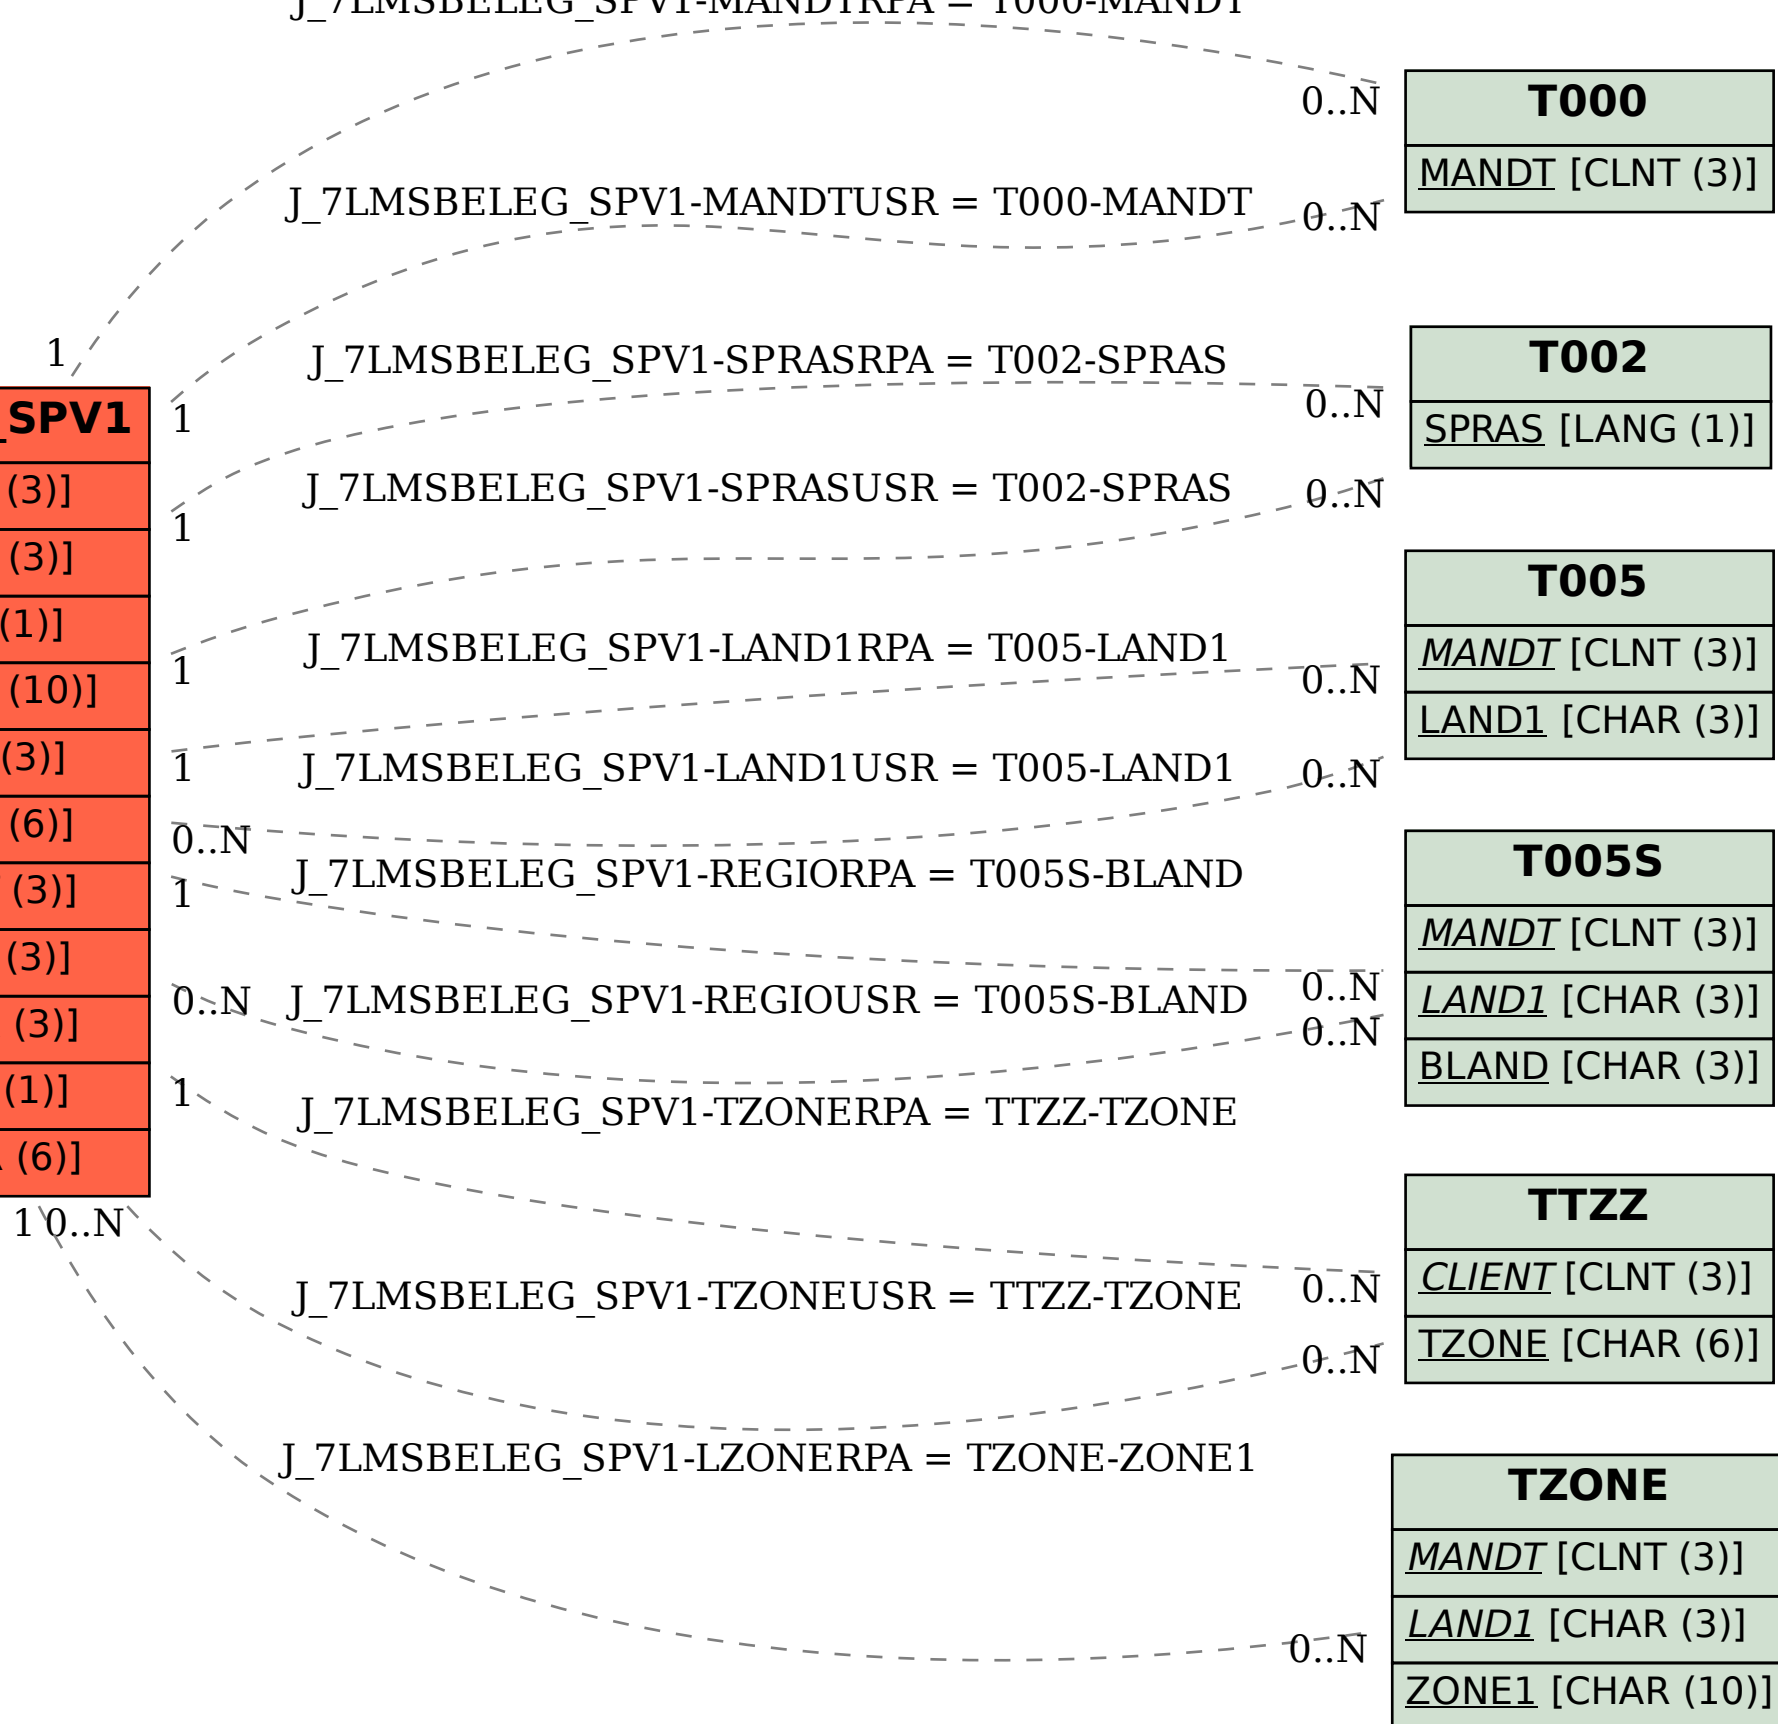 J_7LMSBELEG_SPV1-MANDTRPA = T000-MANDT
0..N
T000
MANDT [CLNT (3)]
J_7LMSBELEG_SPV1-MANDTUSR = T000-MANDT
0..N
1
J_7LMSBELEG_SPV1-SPRASRPA = T002-SPRAS
0..N
T002
SPRAS [LANG (1)]
_SPV1
1
(3)]
J_7LMSBELEG_SPV1-SPRASUSR = T002-SPRAS
0..N
1
(3)]
T005
MANDT [CLNT (3)]
LAND1 [CHAR (3)]
(1)]
J_7LMSBELEG_SPV1-LAND1RPA = T005-LAND1
0..N
1
(10)]
(3)]
1
J_7LMSBELEG_SPV1-LAND1USR = T005-LAND1
0..N
(6)]
0..N
T005S
MANDT [CLNT (3)]
LAND1 [CHAR (3)]
BLAND [CHAR (3)]
J_7LMSBELEG_SPV1-REGIORPA = T005S-BLAND
(3)]
1
(3)]
0..N
0..N
J_7LMSBELEG_SPV1-REGIOUSR = T005S-BLAND
0..N
(3)]
(1)]
1
J_7LMSBELEG_SPV1-TZONERPA = TTZZ-TZONE
(6)]
1
0..N
TTZZ
CLIENT [CLNT (3)]
TZONE [CHAR (6)]
J_7LMSBELEG_SPV1-TZONEUSR = TTZZ-TZONE
0..N
0..N
J_7LMSBELEG_SPV1-LZONERPA = TZONE-ZONE1
TZONE
MANDT [CLNT (3)]
LAND1 [CHAR (3)]
ZONE1 [CHAR (10)]
0..N